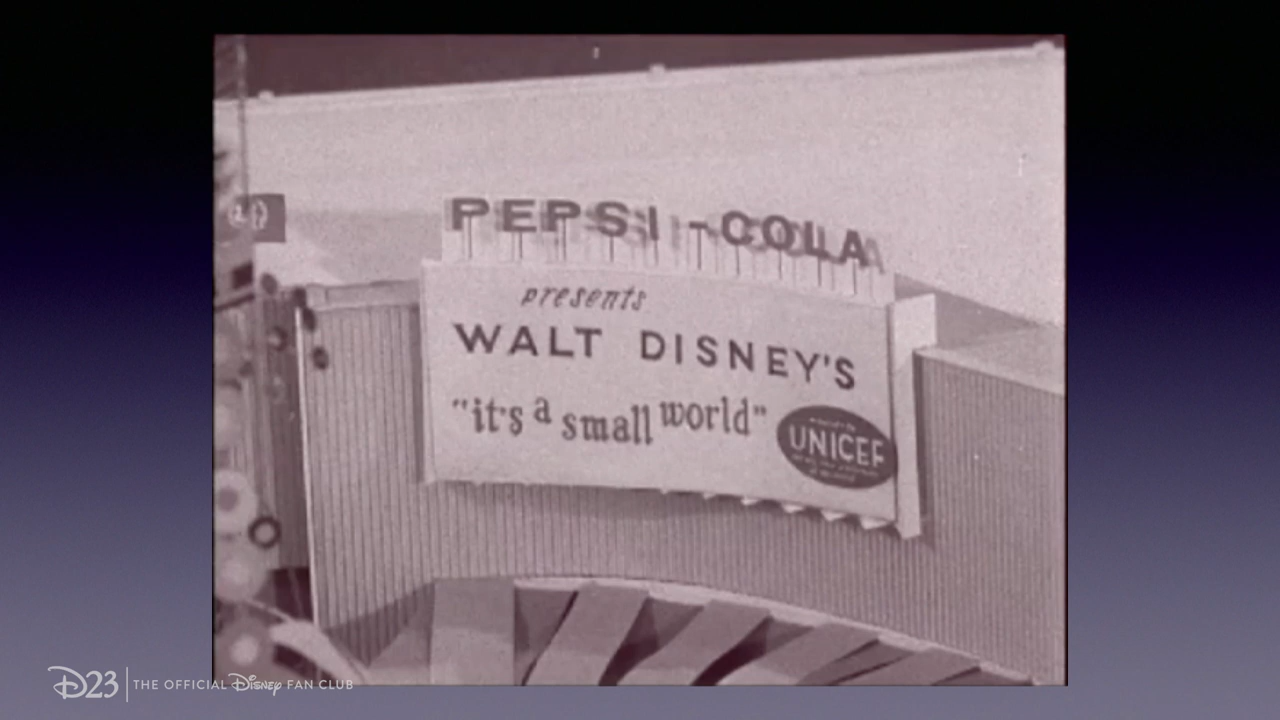 PEPSI-COLA
presents
WALT DISNEY'S
"it's a small world"
UNICEF
D23 THE OFFICIAL Disney FAN CLUB